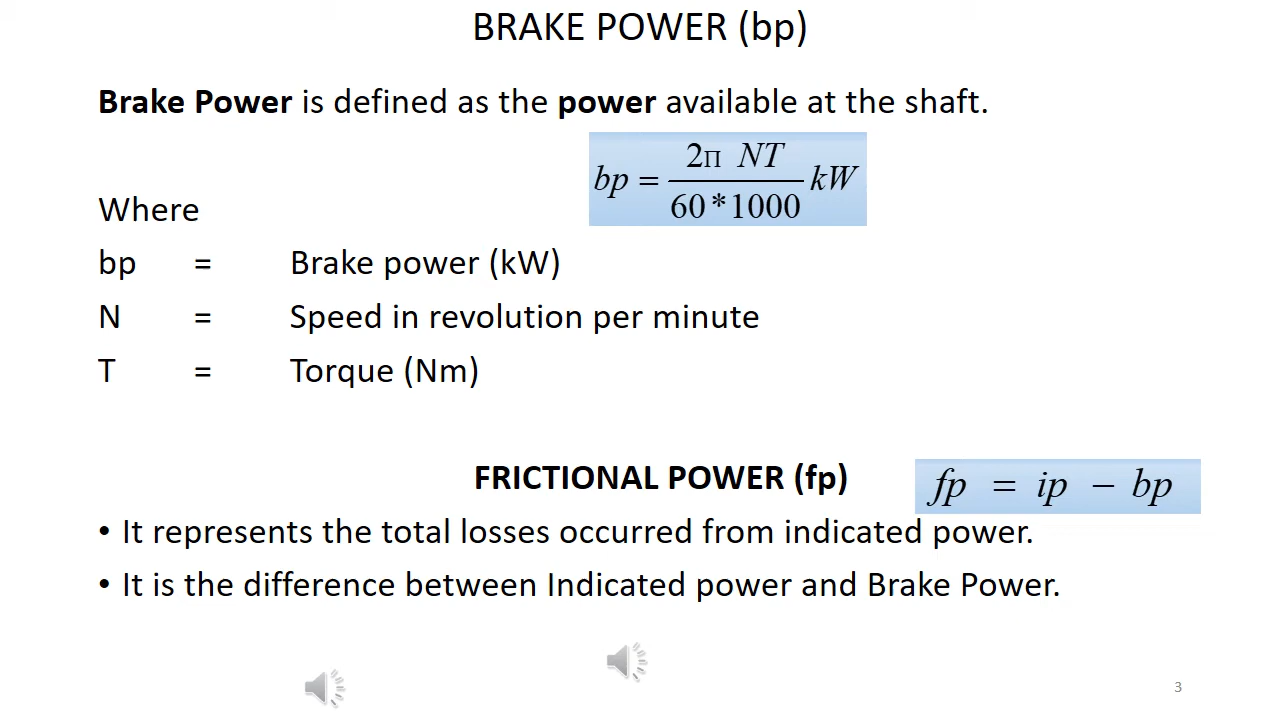 BRAKE POWER (bp)
Brake Power is defined as the power available at the shaft.
bp = 2π NT / 60*1000 kW
Where
bp = Brake power (kW)
N = Speed in revolution per minute
T = Torque (Nm)
FRICTIONAL POWER (fp)
fp = ip − bp
• It represents the total losses occurred from indicated power.
• It is the difference between Indicated power and Brake Power.
3